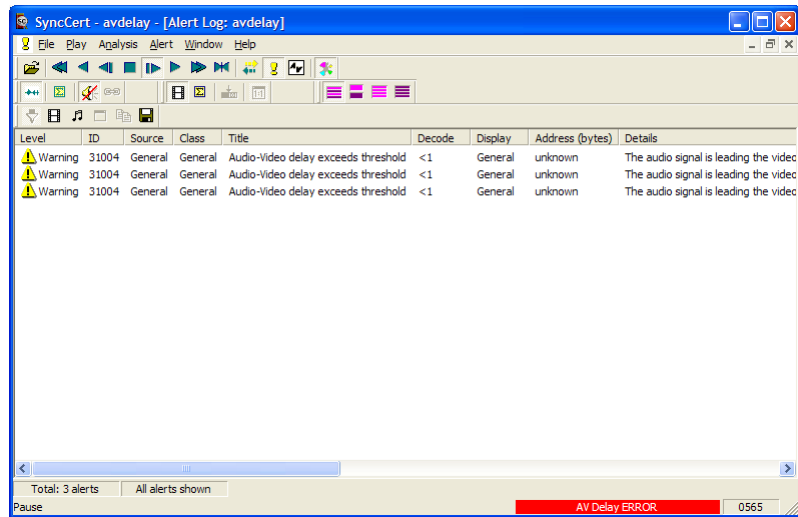 SyncCert - avdelay - [Alert Log: avdelay]
File Play Analysis Alert Window Help
Level ID Source Class Title Decode Display Address (bytes) Details
Warning 31004 General General Audio-Video delay exceeds threshold <1 General unknown The audio signal is leading the video
Warning 31004 General General Audio-Video delay exceeds threshold <1 General unknown The audio signal is leading the video
Warning 31004 General General Audio-Video delay exceeds threshold <1 General unknown The audio signal is leading the video
Total: 3 alerts All alerts shown
Pause AV Delay ERROR 0565